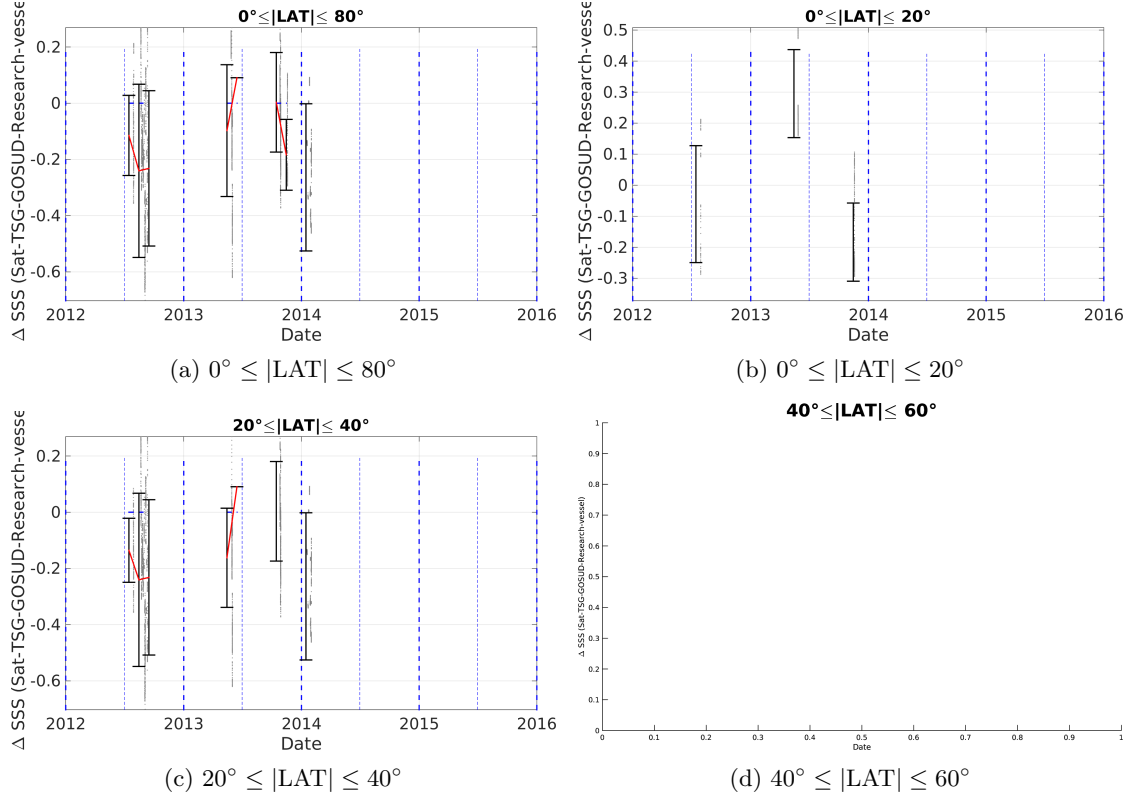 0°≤|LAT|≤ 80°
Δ SSS (Sat-TSG-GOSUD-Research-vesse
0.2
0
-0.2
-0.4
-0.6
2012 2013 2014 2015 2016
Date
(a) 0° ≤ |LAT| ≤ 80°
0°≤|LAT|≤ 20°
Δ SSS (Sat-TSG-GOSUD-Research-vesse
0.5
0.4
0.3
0.2
0.1
0
-0.1
-0.2
-0.3
2012 2013 2014 2015 2016
Date
(b) 0° ≤ |LAT| ≤ 20°
20°≤|LAT|≤ 40°
Δ SSS (Sat-TSG-GOSUD-Research-vesse
0.2
0
-0.2
-0.4
-0.6
2012 2013 2014 2015 2016
Date
(c) 20° ≤ |LAT| ≤ 40°
40°≤|LAT|≤ 60°
Δ SSS (Sat-TSG-GOSUD-Research-vessel)
1
0.9
0.8
0.7
0.6
0.5
0.4
0.3
0.2
0.1
0
0 0.1 0.2 0.3 0.4 0.5 0.6 0.7 0.8 0.9 1
Date
(d) 40° ≤ |LAT| ≤ 60°